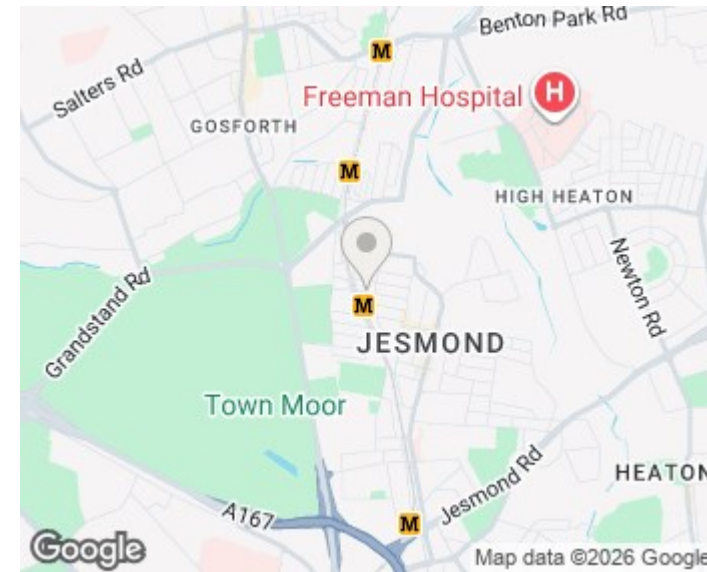 Benton Park Rd
M
Salters Rd
Freeman Hospital H
GOSFORTH
M
HIGH HEATON
Newton Rd
Grandstand Rd
M
JESMOND
Town Moor
Jesmond Rd
HEATON
A167
M
Google
Map data ©2026 Google